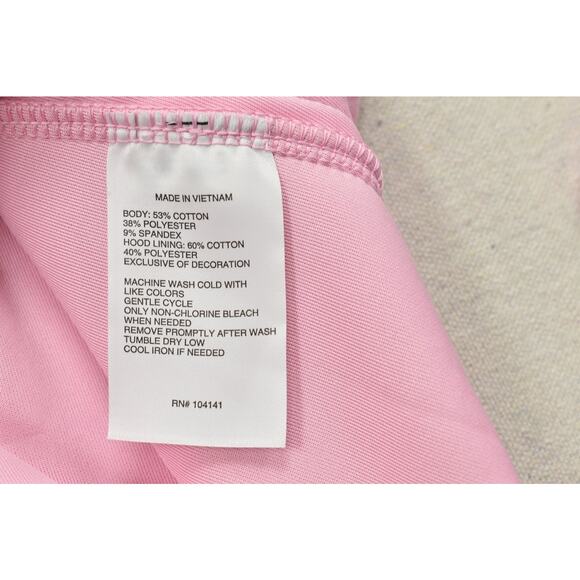 MADE IN VIETNAM
BODY: 53% COTTON
38% POLYESTER
9% SPANDEX
HOOD LINING: 60% COTTON
40% POLYESTER
EXCLUSIVE OF DECORATION
MACHINE WASH COLD WITH
LIKE COLORS
GENTLE CYCLE
ONLY NON-CHLORINE BLEACH
WHEN NEEDED
REMOVE PROMPTLY AFTER WASH
TUMBLE DRY LOW
COOL IRON IF NEEDED
RN# 104141